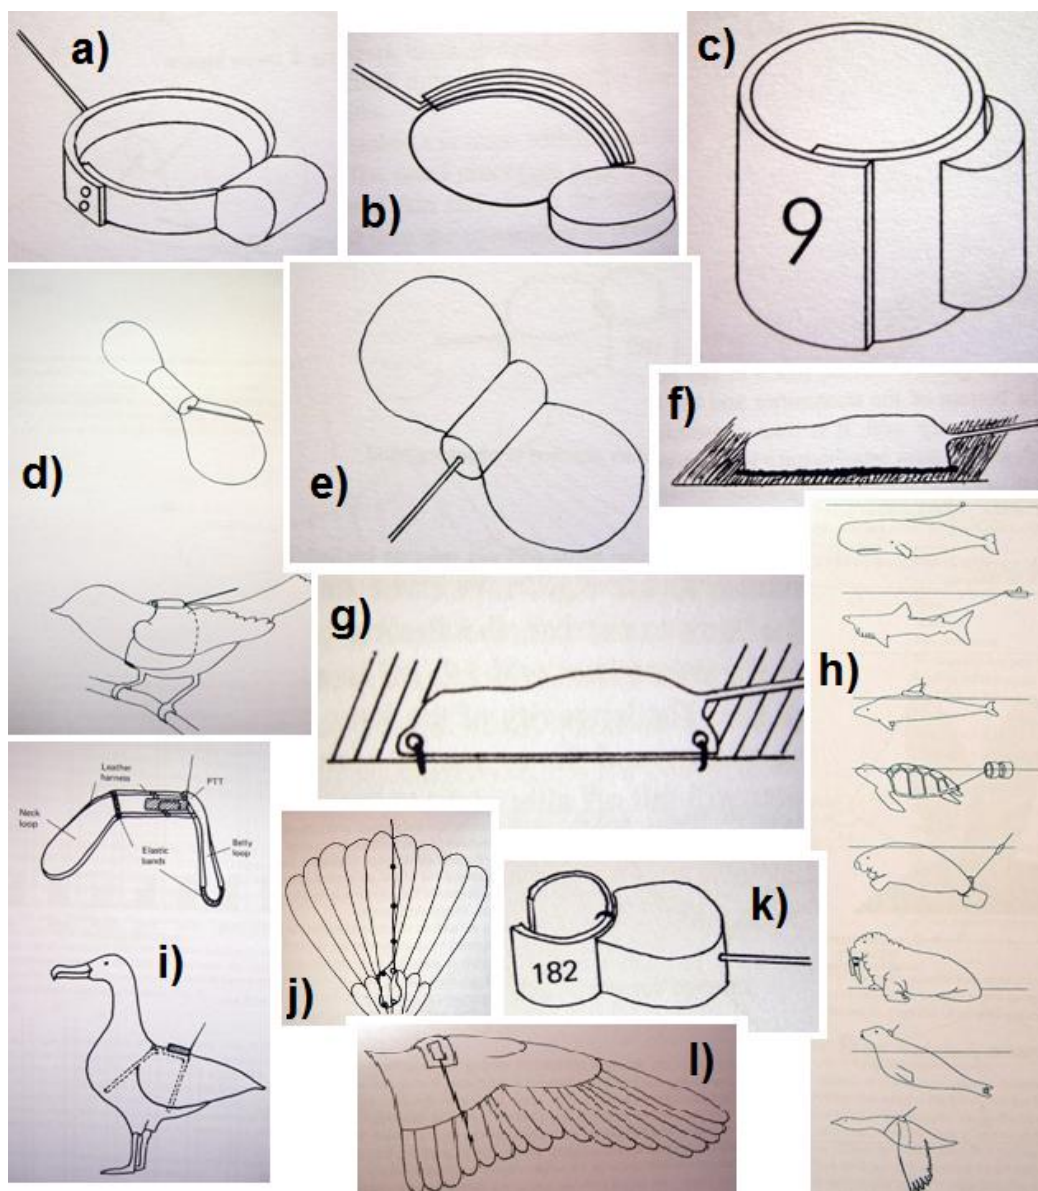 a)
b)
c)
9
d)
e)
f)
g)
h)
Leather
harness
PTT
Neck
loop
Elastic
bands
Belly
loop
i)
j)
k)
182
l)